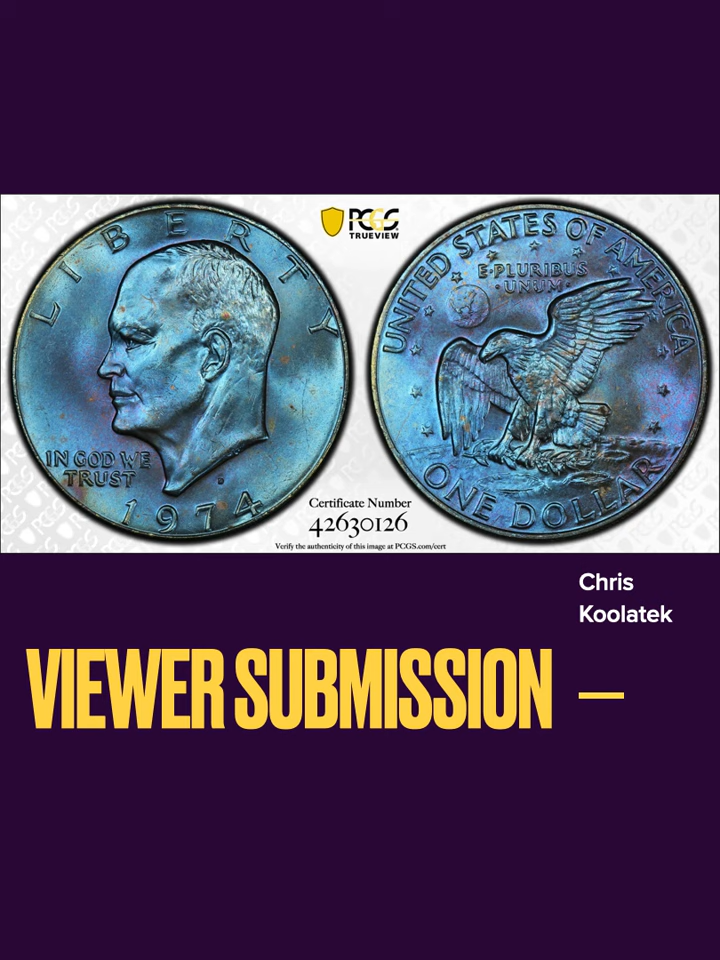 PCGS
TRUEVIEW
LIBERTY
IN GOD WE
TRUST
1974
UNITED STATES OF AMERICA
E·PLURIBUS
·UNUM·
ONE DOLLAR
Certificate Number
42630126
Verify the authenticity of this image at PCGS.com/cert
Chris
Koolatek
VIEWER SUBMISSION —